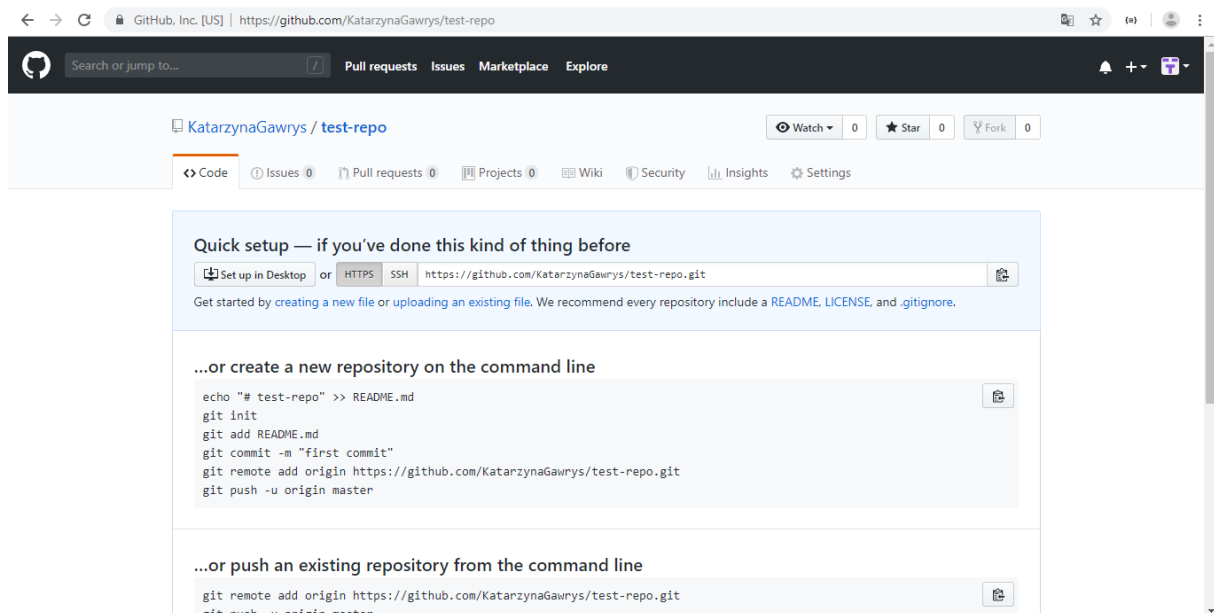 GitHub, Inc. [US] | https://github.com/KatarzynaGawrys/test-repo
Search or jump to... / Pull requests Issues Marketplace Explore
KatarzynaGawrys / test-repo Watch 0 Star 0 Fork 0
Code Issues 0 Pull requests 0 Projects 0 Wiki Security Insights Settings
Quick setup — if you’ve done this kind of thing before
Set up in Desktop or HTTPS SSH https://github.com/KatarzynaGawrys/test-repo.git
Get started by creating a new file or uploading an existing file. We recommend every repository include a README, LICENSE, and .gitignore.
…or create a new repository on the command line
echo "# test-repo" >> README.md
git init
git add README.md
git commit -m "first commit"
git remote add origin https://github.com/KatarzynaGawrys/test-repo.git
git push -u origin master
…or push an existing repository from the command line
git remote add origin https://github.com/KatarzynaGawrys/test-repo.git
git push -u origin master